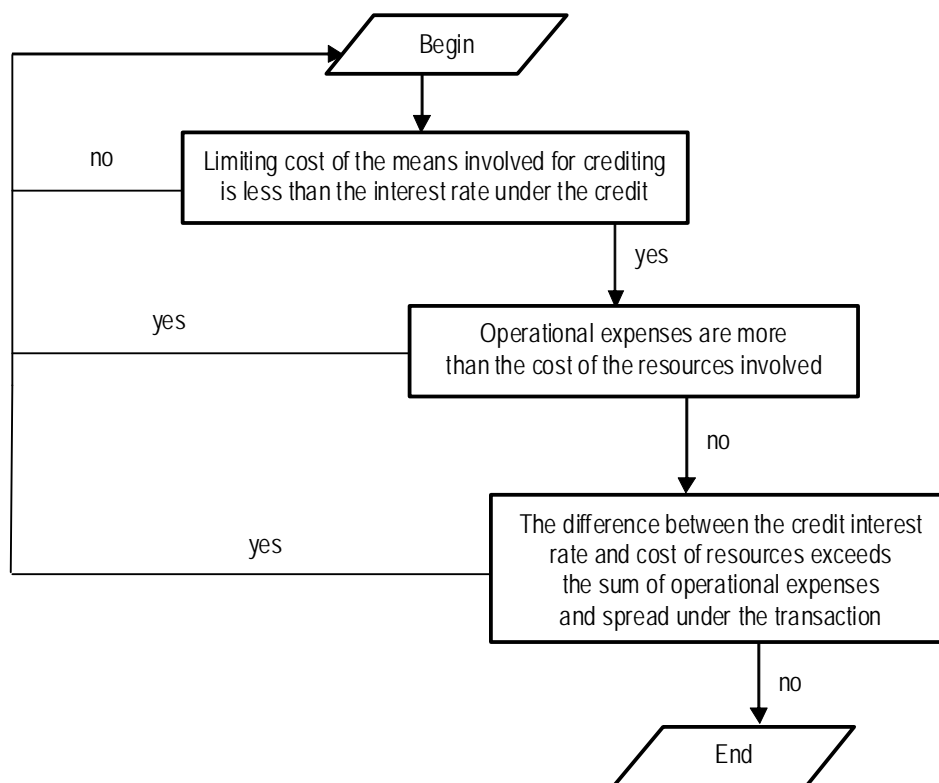 Begin
no
Limiting cost of the means involved for crediting
is less than the interest rate under the credit
yes
yes
Operational expenses are more
than the cost of the resources involved
no
yes
The difference between the credit interest
rate and cost of resources exceeds
the sum of operational expenses
and spread under the transaction
no
End